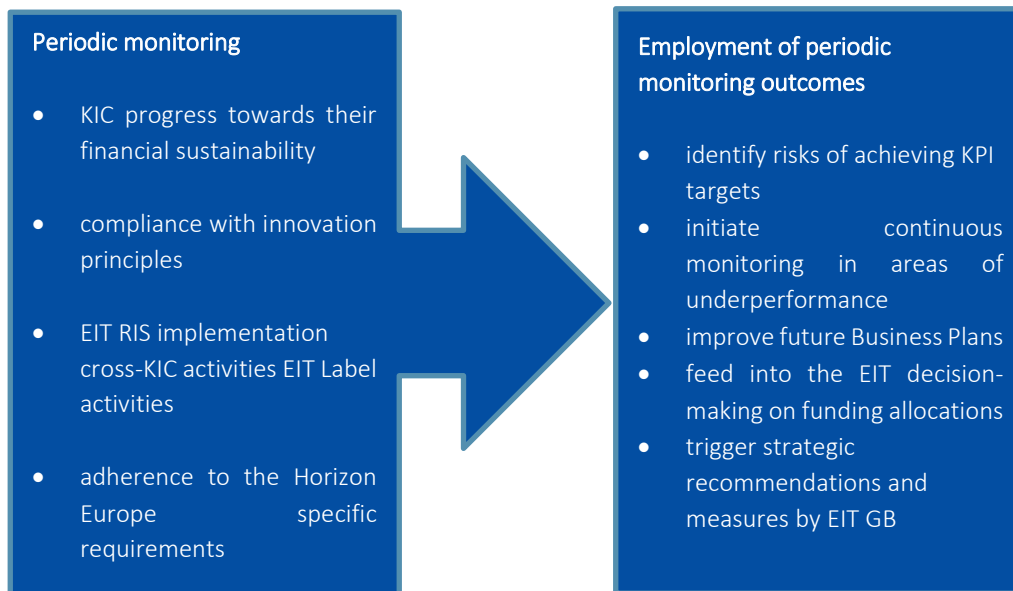 Periodic monitoring
• KIC progress towards their
financial sustainability
• compliance with innovation
principles
• EIT RIS implementation
cross-KIC activities EIT Label
activities
• adherence to the Horizon
Europe specific
requirements
Employment of periodic
monitoring outcomes
• identify risks of achieving KPI
targets
• initiate continuous
monitoring in areas of
underperformance
• improve future Business Plans
• feed into the EIT decision-
making on funding allocations
• trigger strategic
recommendations and
measures by EIT GB